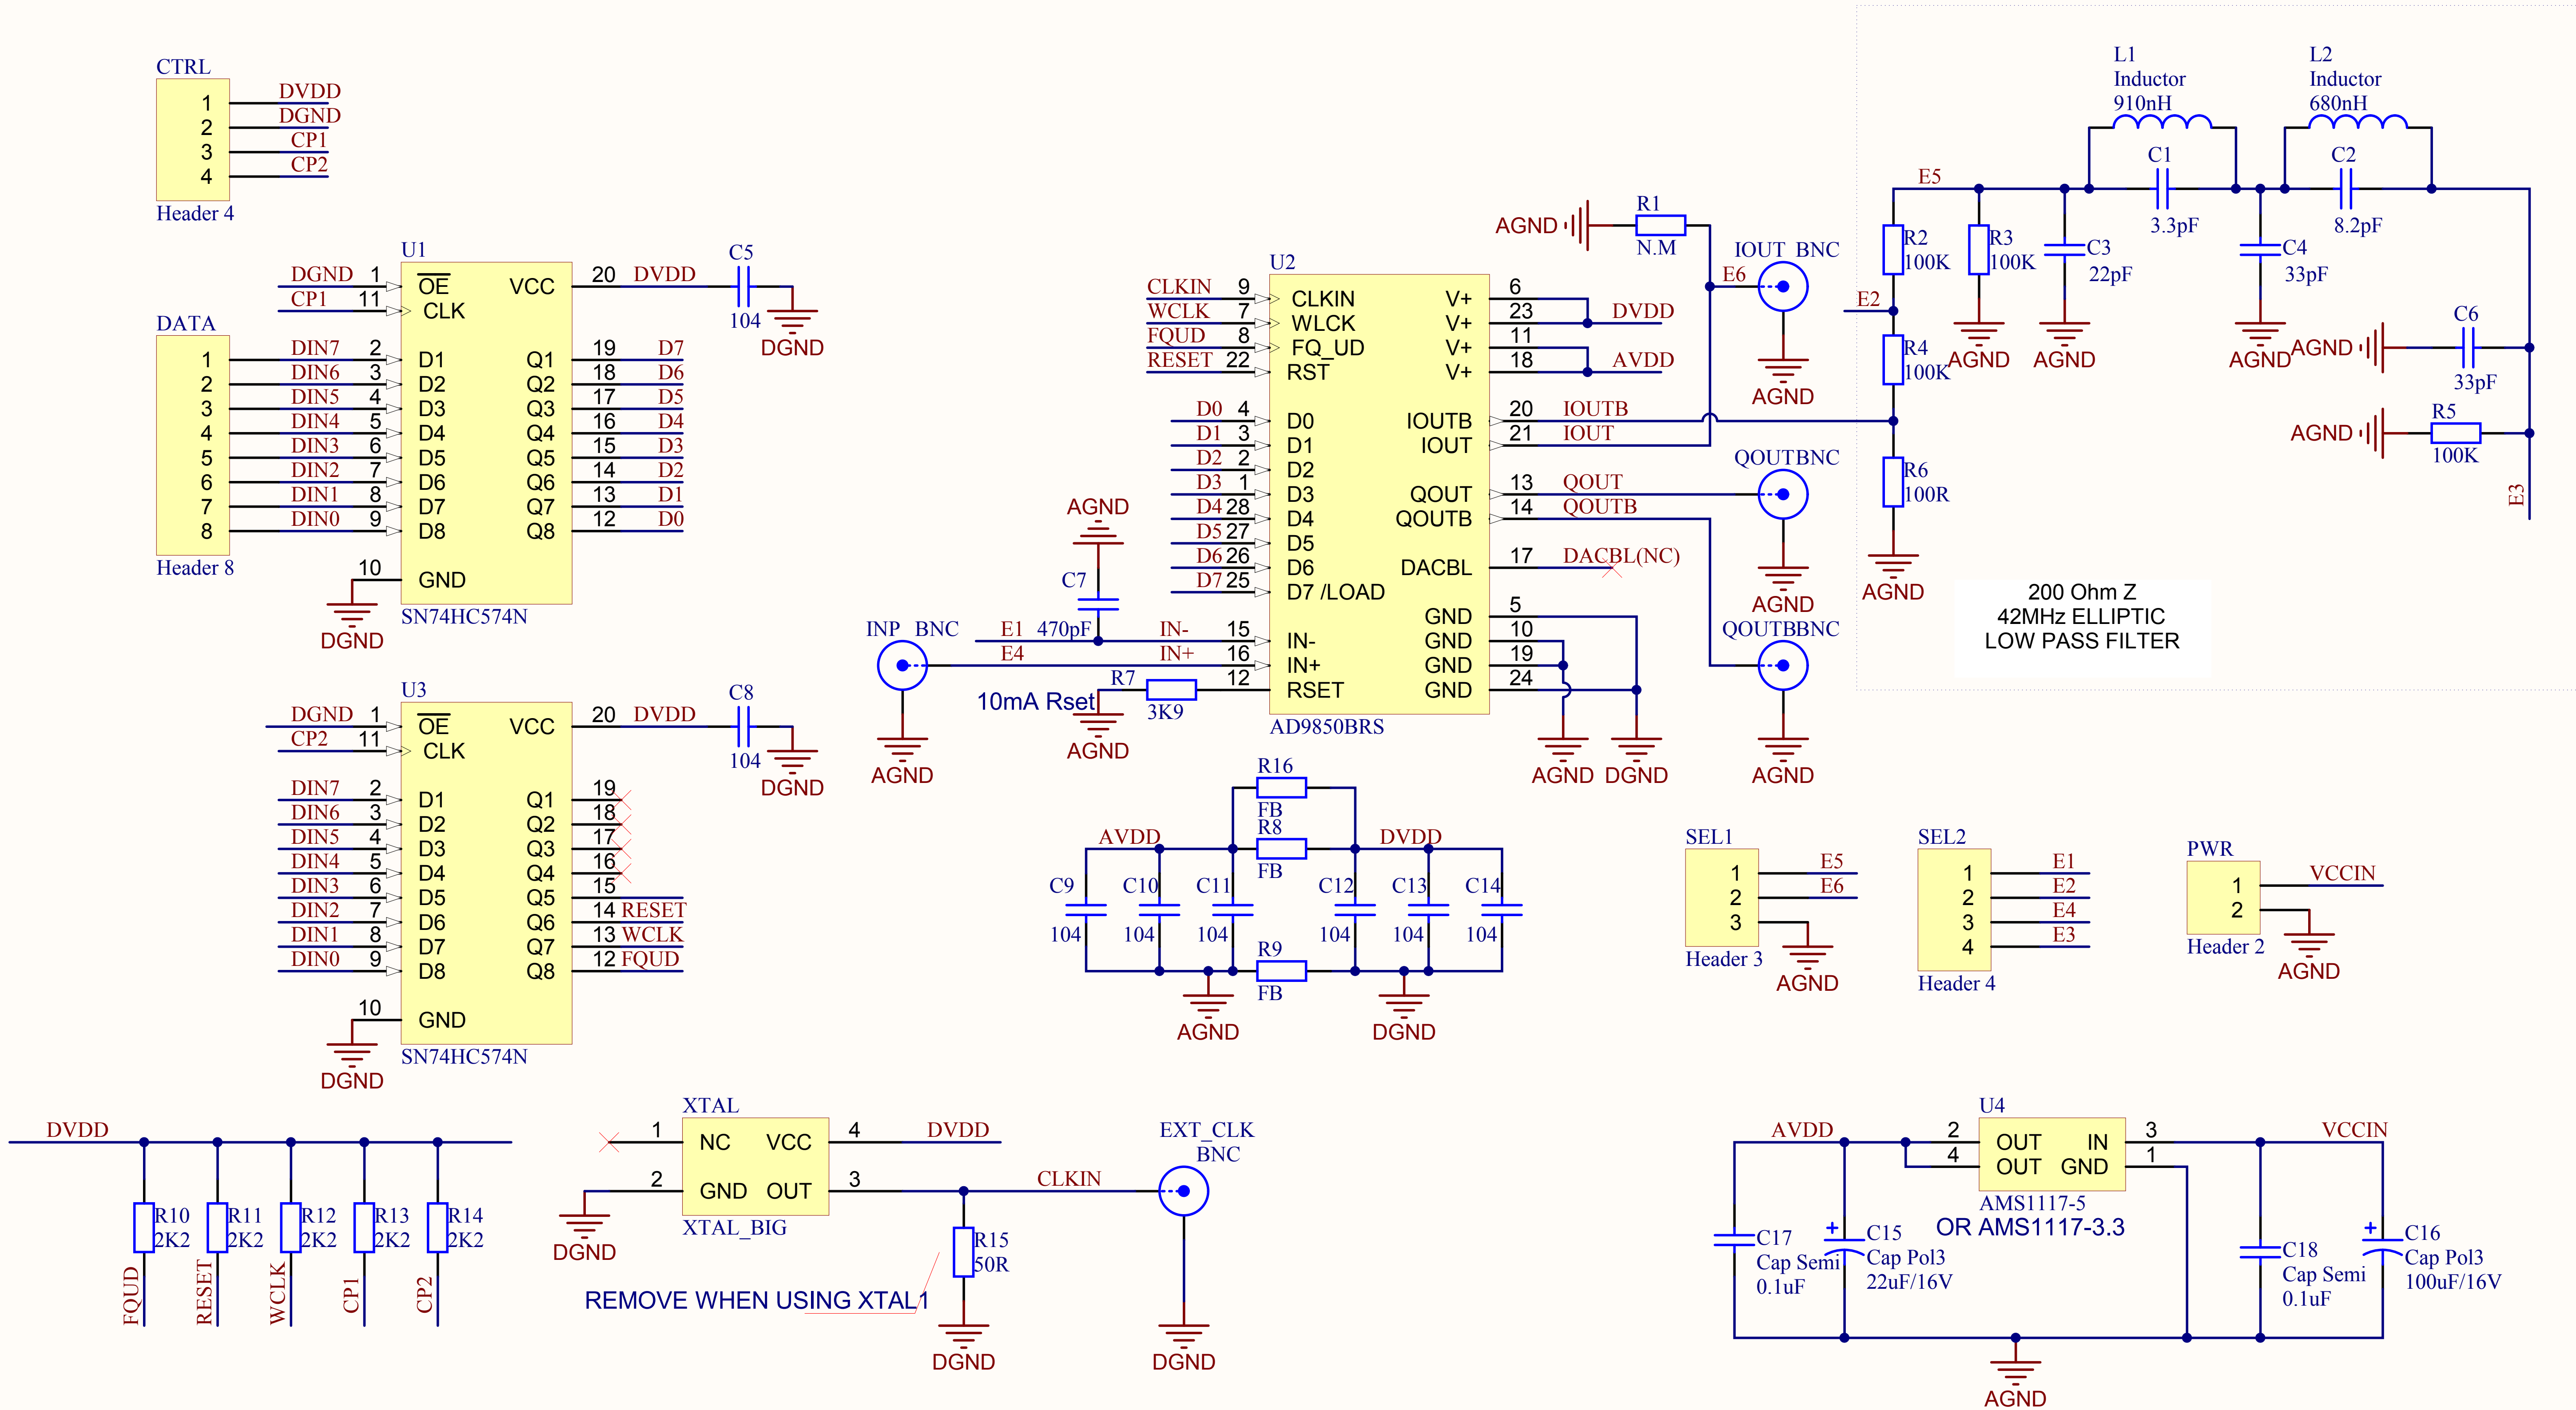 CTRL
1 DVDD
2 DGND
3 CP1
4 CP2
Header 4
U1
DGND 1 OE VCC 20 DVDD
CP1 11 CLK
C5
104
DGND
DATA
1 DIN7 2 D1 Q1 19 D7
2 DIN6 3 D2 Q2 18 D6
3 DIN5 4 D3 Q3 17 D5
4 DIN4 5 D4 Q4 16 D4
5 DIN3 6 D5 Q5 15 D3
6 DIN2 7 D6 Q6 14 D2
7 DIN1 8 D7 Q7 13 D1
8 DIN0 9 D8 Q8 12 D0
Header 8
10 GND
DGND
SN74HC574N
U3
DGND 1 OE VCC 20 DVDD
CP2 11 CLK
C8
104
DGND
DIN7 2 D1 Q1 19
DIN6 3 D2 Q2 18
DIN5 4 D3 Q3 17
DIN4 5 D4 Q4 16
DIN3 6 D5 Q5 15
DIN2 7 D6 Q6 14 RESET
DIN1 8 D7 Q7 13 WCLK
DIN0 9 D8 Q8 12 FQUD
10 GND
DGND
SN74HC574N
U2
CLKIN 9 CLKIN V+ 6
WCLK 7 WLCK V+ 23 DVDD
FQUD 8 FQ_UD V+ 11
RESET 22 RST V+ 18 AVDD
D0 4 D0 IOUTB 20 IOUTB
D1 3 D1 IOUT 21 IOUT
D2 2 D2
D3 1 D3 QOUT 13 QOUT
D4 28 D4 QOUTB 14 QOUTB
D5 27 D5
D6 26 D6 DACBL 17 DACBL(NC)
D7 25 D7 /LOAD
GND 5
E1 IN- 15 IN- GND 10
E4 IN+ 16 IN+ GND 19
12 RSET GND 24
AD9850BRS
AGND
C7
470pF
INP BNC
AGND
10mA Rset
R7
3K9
AGND
AGND DGND
AGND
R1
N.M
E6
IOUT BNC
AGND
QOUTBNC
AGND
QOUTBBNC
AGND
L1
Inductor
910nH
L2
Inductor
680nH
C1
3.3pF
C2
8.2pF
E5
R2
100K
R3
100K
AGND
C3
22pF
AGND
C4
33pF
AGND
E2
R4
100K
R6
100R
AGND
AGND
C6
33pF
AGND
R5
100K
E3
200 Ohm Z
42MHz ELLIPTIC
LOW PASS FILTER
R16
FB
AVDD
R8
FB
DVDD
C9 C10 C11 C12 C13 C14
104 104 104 104 104 104
R9
FB
AGND DGND
SEL1
1 E5
2 E6
3
Header 3
AGND
SEL2
1 E1
2 E2
3 E4
4 E3
Header 4
PWR
1 VCCIN
2
Header 2
AGND
DVDD
R10 R11 R12 R13 R14
2K2 2K2 2K2 2K2 2K2
FQUD RESET WCLK CP1 CP2
XTAL
1 NC VCC 4 DVDD
2 GND OUT 3 CLKIN
XTAL_BIG
DGND
EXT_CLK
BNC
R15
50R
REMOVE WHEN USING XTAL1
DGND
DGND
U4
AVDD 2 OUT IN 3 VCCIN
4 OUT GND 1
AMS1117-5
OR AMS1117-3.3
C17
Cap Semi
0.1uF
C15
Cap Pol3
22uF/16V
C18
Cap Semi
0.1uF
C16
Cap Pol3
100uF/16V
AGND